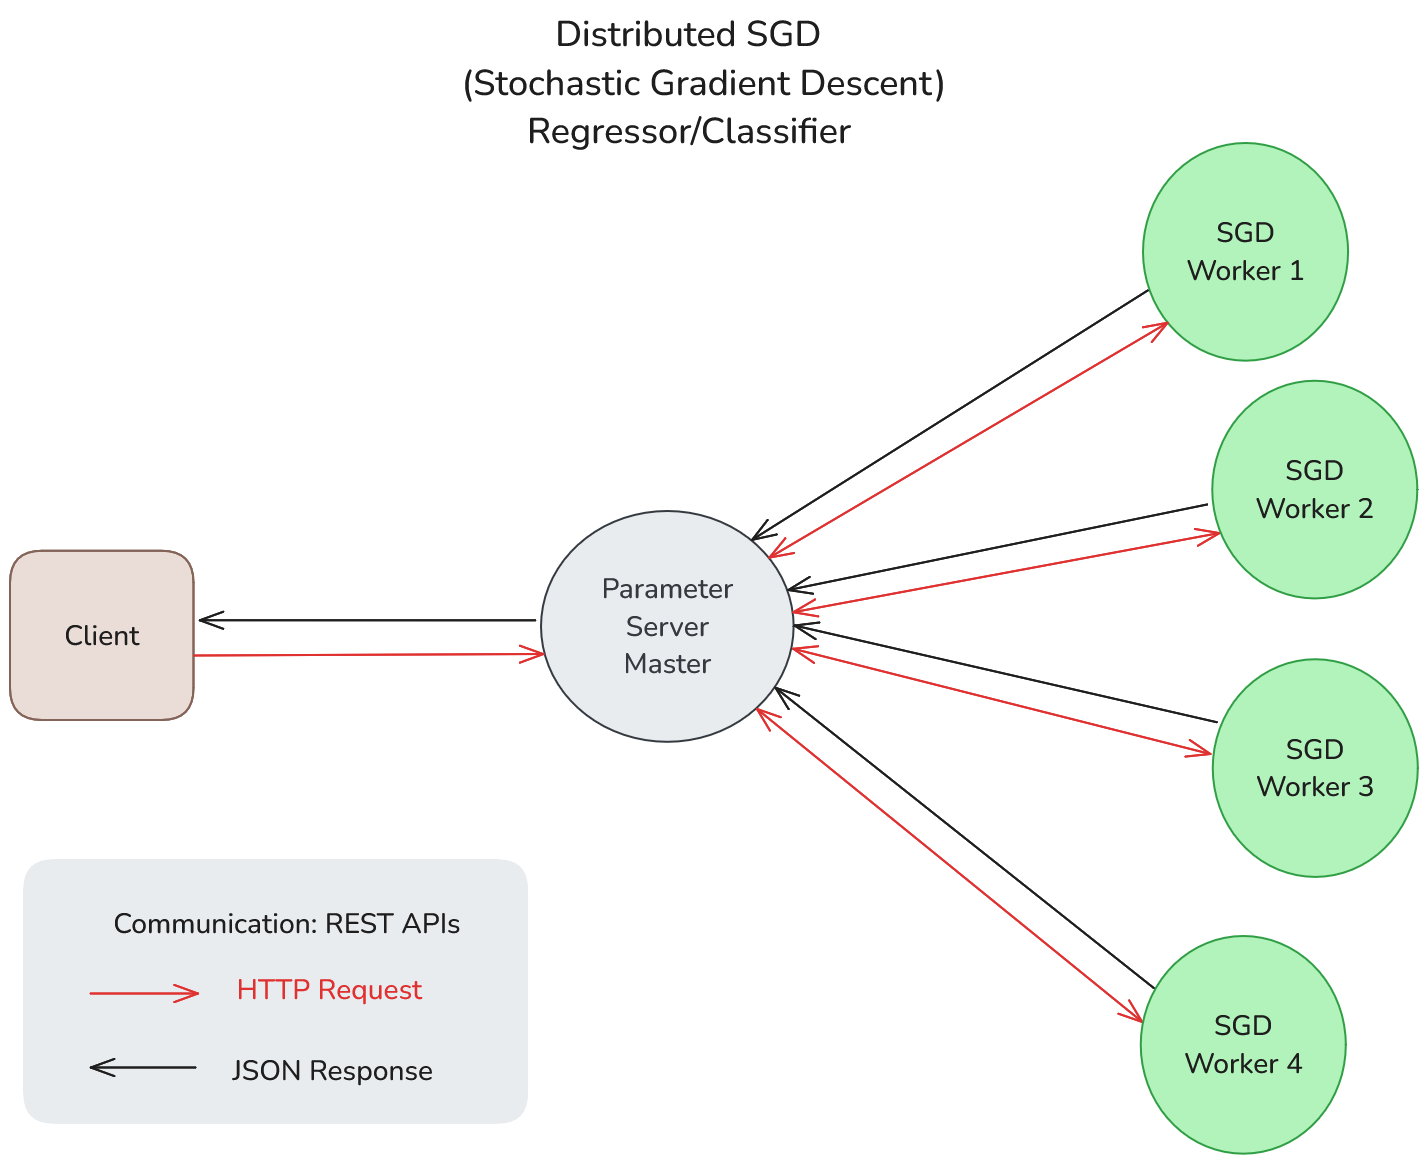 Distributed SGD
(Stochastic Gradient Descent)
Regressor/Classifier
SGD
Worker 1
SGD
Worker 2
Parameter
Server
Master
Client
SGD
Worker 3
Communication: REST APIs
HTTP Request
JSON Response
SGD
Worker 4